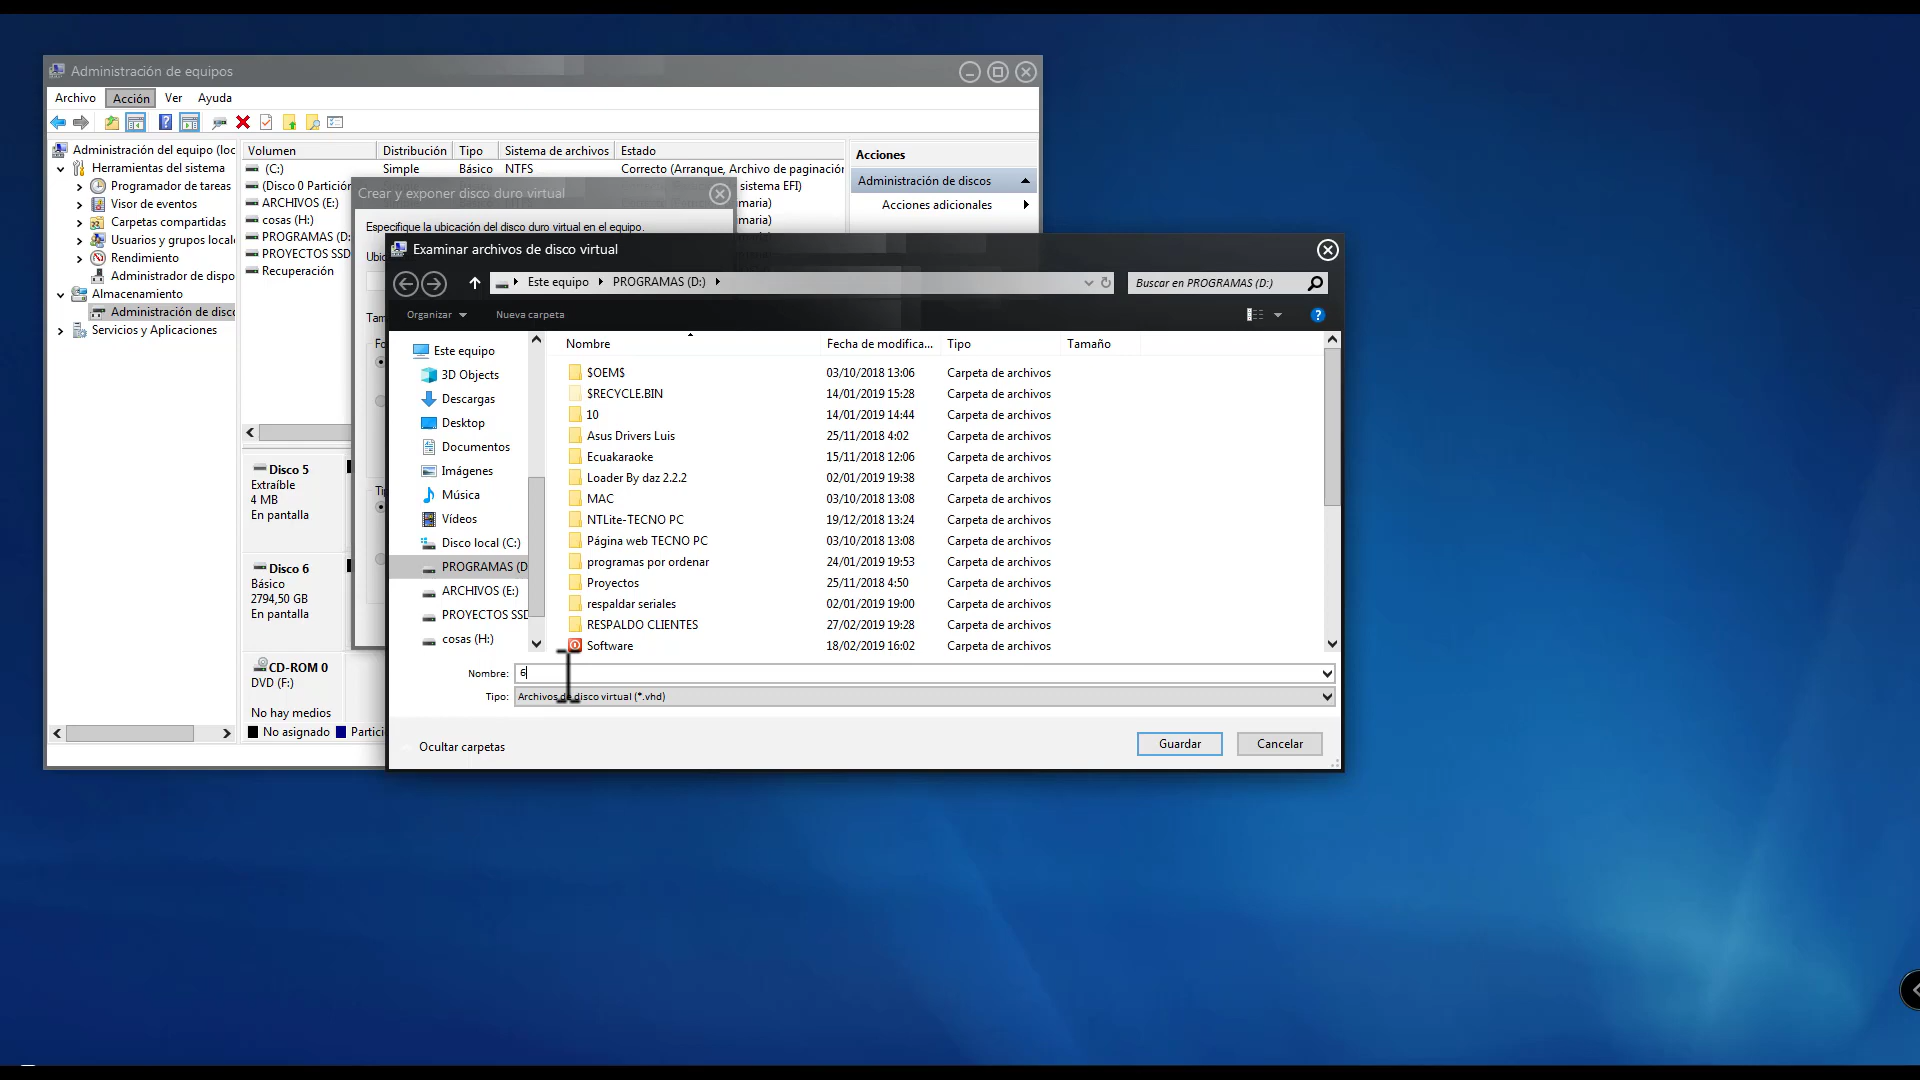 Administración de equipos
Archivo Acción Ver Ayuda
Administración del equipo (loc
Herramientas del sistema
Programador de tareas
Visor de eventos
Carpetas compartidas
Usuarios y grupos locale
Rendimiento
Administrador de dispo
Almacenamiento
Administración de disco
Servicios y Aplicaciones
Volumen Distribución Tipo Sistema de archivos Estado
(C:) Simple Básico NTFS Correcto (Arranque, Archivo de paginación
(Disco 0 Partición sistema EFI)
ARCHIVOS (E:) maria)
cosas (H:) maria)
PROGRAMAS (D:
PROYECTOS SSD
Recuperación
Acciones
Administración de discos
Acciones adicionales
Disco 5
Extraíble
4 MB
En pantalla
Disco 6
Básico
2794,50 GB
En pantalla
CD-ROM 0
DVD (F:)
No hay medios
No asignado Partici
Crear y exponer disco duro virtual
Especifique la ubicación del disco duro virtual en el equipo.
Ubic
Tam
Fo
Tip
Examinar archivos de disco virtual
Este equipo PROGRAMAS (D:)
Buscar en PROGRAMAS (D:)
Organizar Nueva carpeta
Este equipo
3D Objects
Descargas
Desktop
Documentos
Imágenes
Música
Vídeos
Disco local (C:)
PROGRAMAS (D
ARCHIVOS (E:)
PROYECTOS SSD
cosas (H:)
Nombre Fecha de modifica... Tipo Tamaño
$OEM$ 03/10/2018 13:06 Carpeta de archivos
$RECYCLE.BIN 14/01/2019 15:28 Carpeta de archivos
10 14/01/2019 14:44 Carpeta de archivos
Asus Drivers Luis 25/11/2018 4:02 Carpeta de archivos
Ecuakaraoke 15/11/2018 12:06 Carpeta de archivos
Loader By daz 2.2.2 02/01/2019 19:38 Carpeta de archivos
MAC 03/10/2018 13:08 Carpeta de archivos
NTLite-TECNO PC 19/12/2018 13:24 Carpeta de archivos
Página web TECNO PC 03/10/2018 13:08 Carpeta de archivos
programas por ordenar 24/01/2019 19:53 Carpeta de archivos
Proyectos 25/11/2018 4:50 Carpeta de archivos
respaldar seriales 02/01/2019 19:00 Carpeta de archivos
RESPALDO CLIENTES 27/02/2019 19:28 Carpeta de archivos
Software 18/02/2019 16:02 Carpeta de archivos
Nombre: 6
Tipo: Archivos de disco virtual (*.vhd)
Ocultar carpetas
Guardar Cancelar